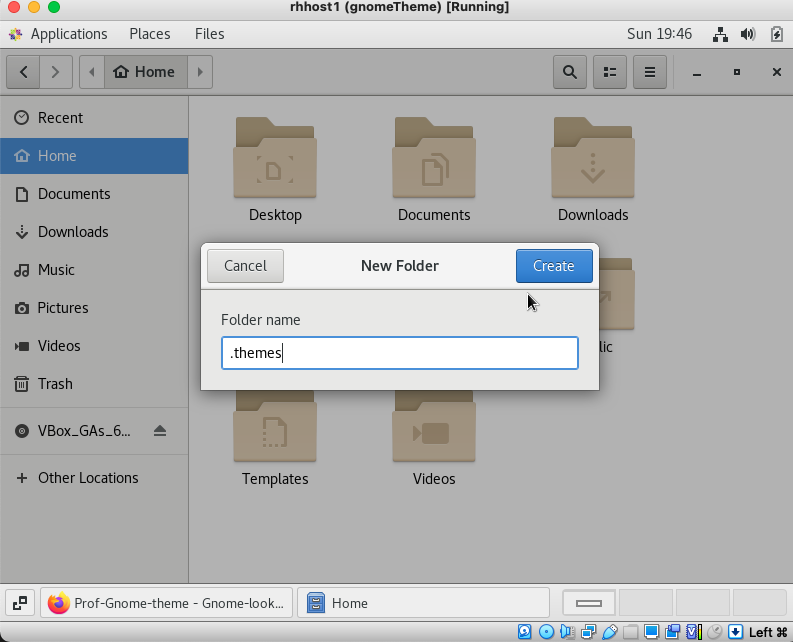 rhhost1 (gnomeTheme) [Running]
Applications Places Files Sun 19:46
Home
Recent
Home
Documents
Downloads
Music
Pictures
Videos
Trash
VBox_GAs_6...
Other Locations
Desktop Documents Downloads
Cancel New Folder Create
Folder name
.themes
lic
Templates Videos
Prof-Gnome-theme - Gnome-look... Home
Left ⌘